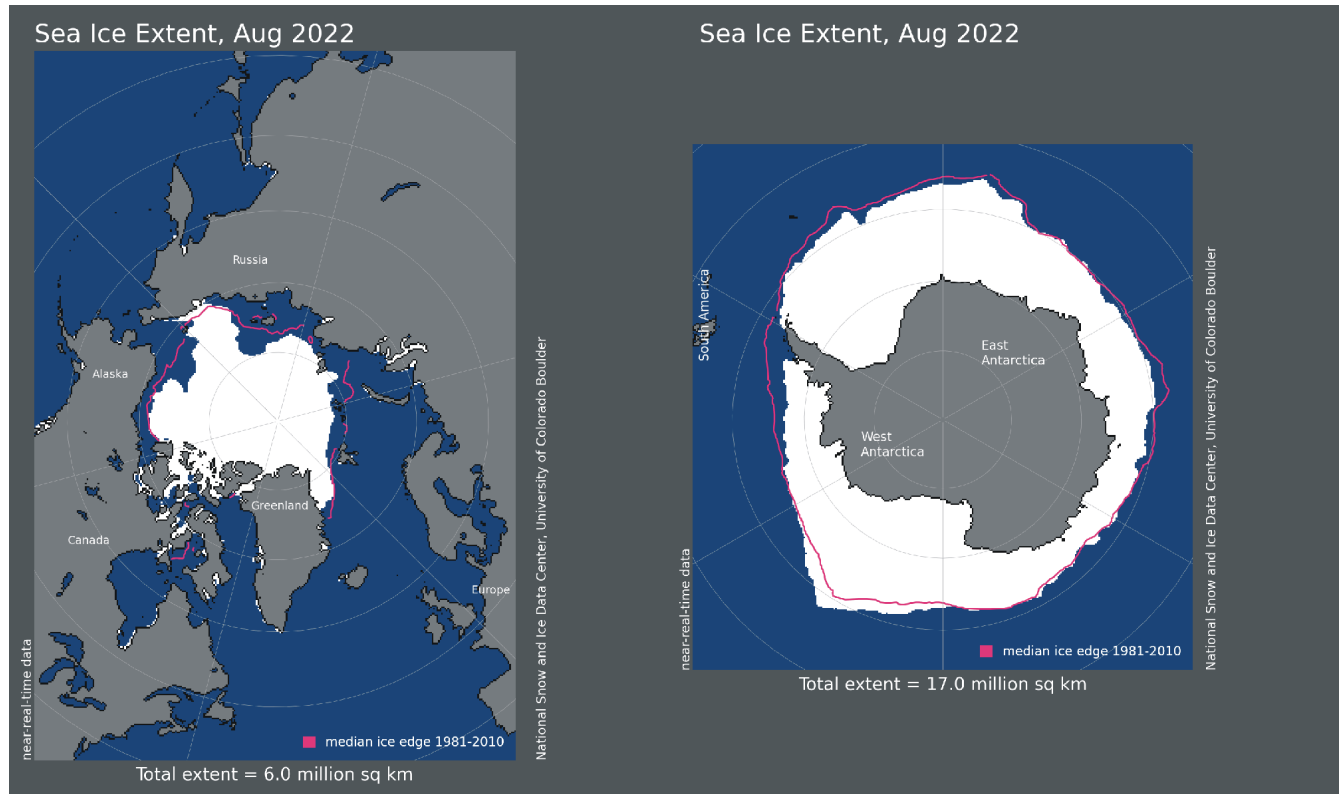 Sea Ice Extent, Aug 2022
Russia
Alaska
Greenland
Canada
Europe
near-real-time data
median ice edge 1981-2010
National Snow and Ice Data Center, University of Colorado Boulder
Total extent = 6.0 million sq km
Sea Ice Extent, Aug 2022
South America
East
Antarctica
West
Antarctica
near-real-time data
median ice edge 1981-2010
National Snow and Ice Data Center, University of Colorado Boulder
Total extent = 17.0 million sq km